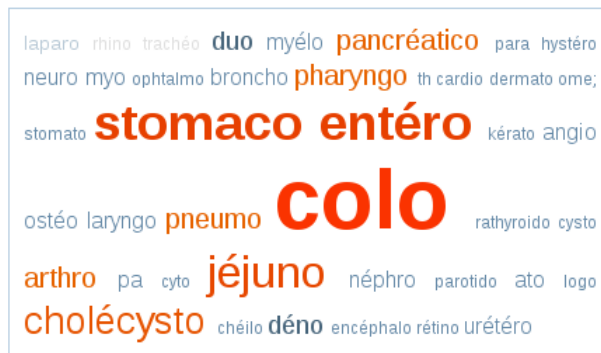 laparo rhino trachéo duo myélo pancréatico para hystéro
neuro myo ophtalmo broncho pharyngo th cardio dermato ome;
stomato stomaco entéro kérato angio
ostéo laryngo pneumo colo rathyroido cysto
arthro pa cyto jéjuno néphro parotido ato logo
cholécysto chéilo déno encéphalo rétino urétéro